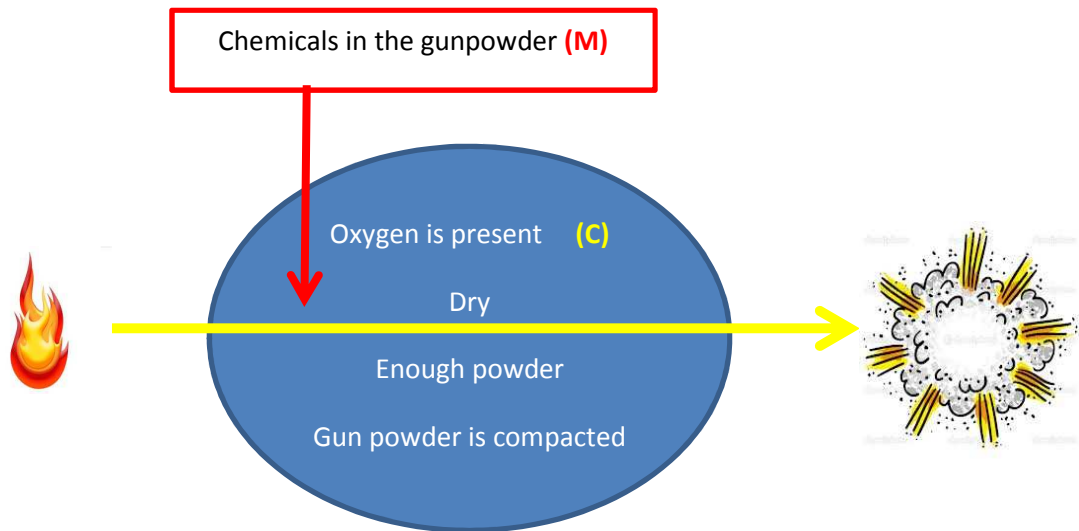 Chemicals in the gunpowder (M)
Oxygen is present (C)
Dry
Enough powder
Gun powder is compacted